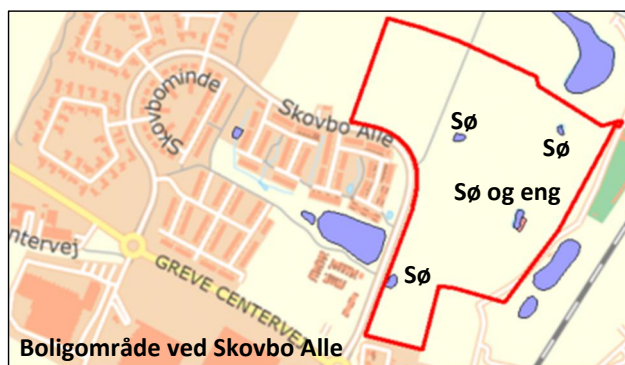 Skovbominde
Skovbo Alle
Sø
Sø
Sø og eng
Sø
entervej
GREVE CENTERVEJ
Boligområde ved Skovbo Alle